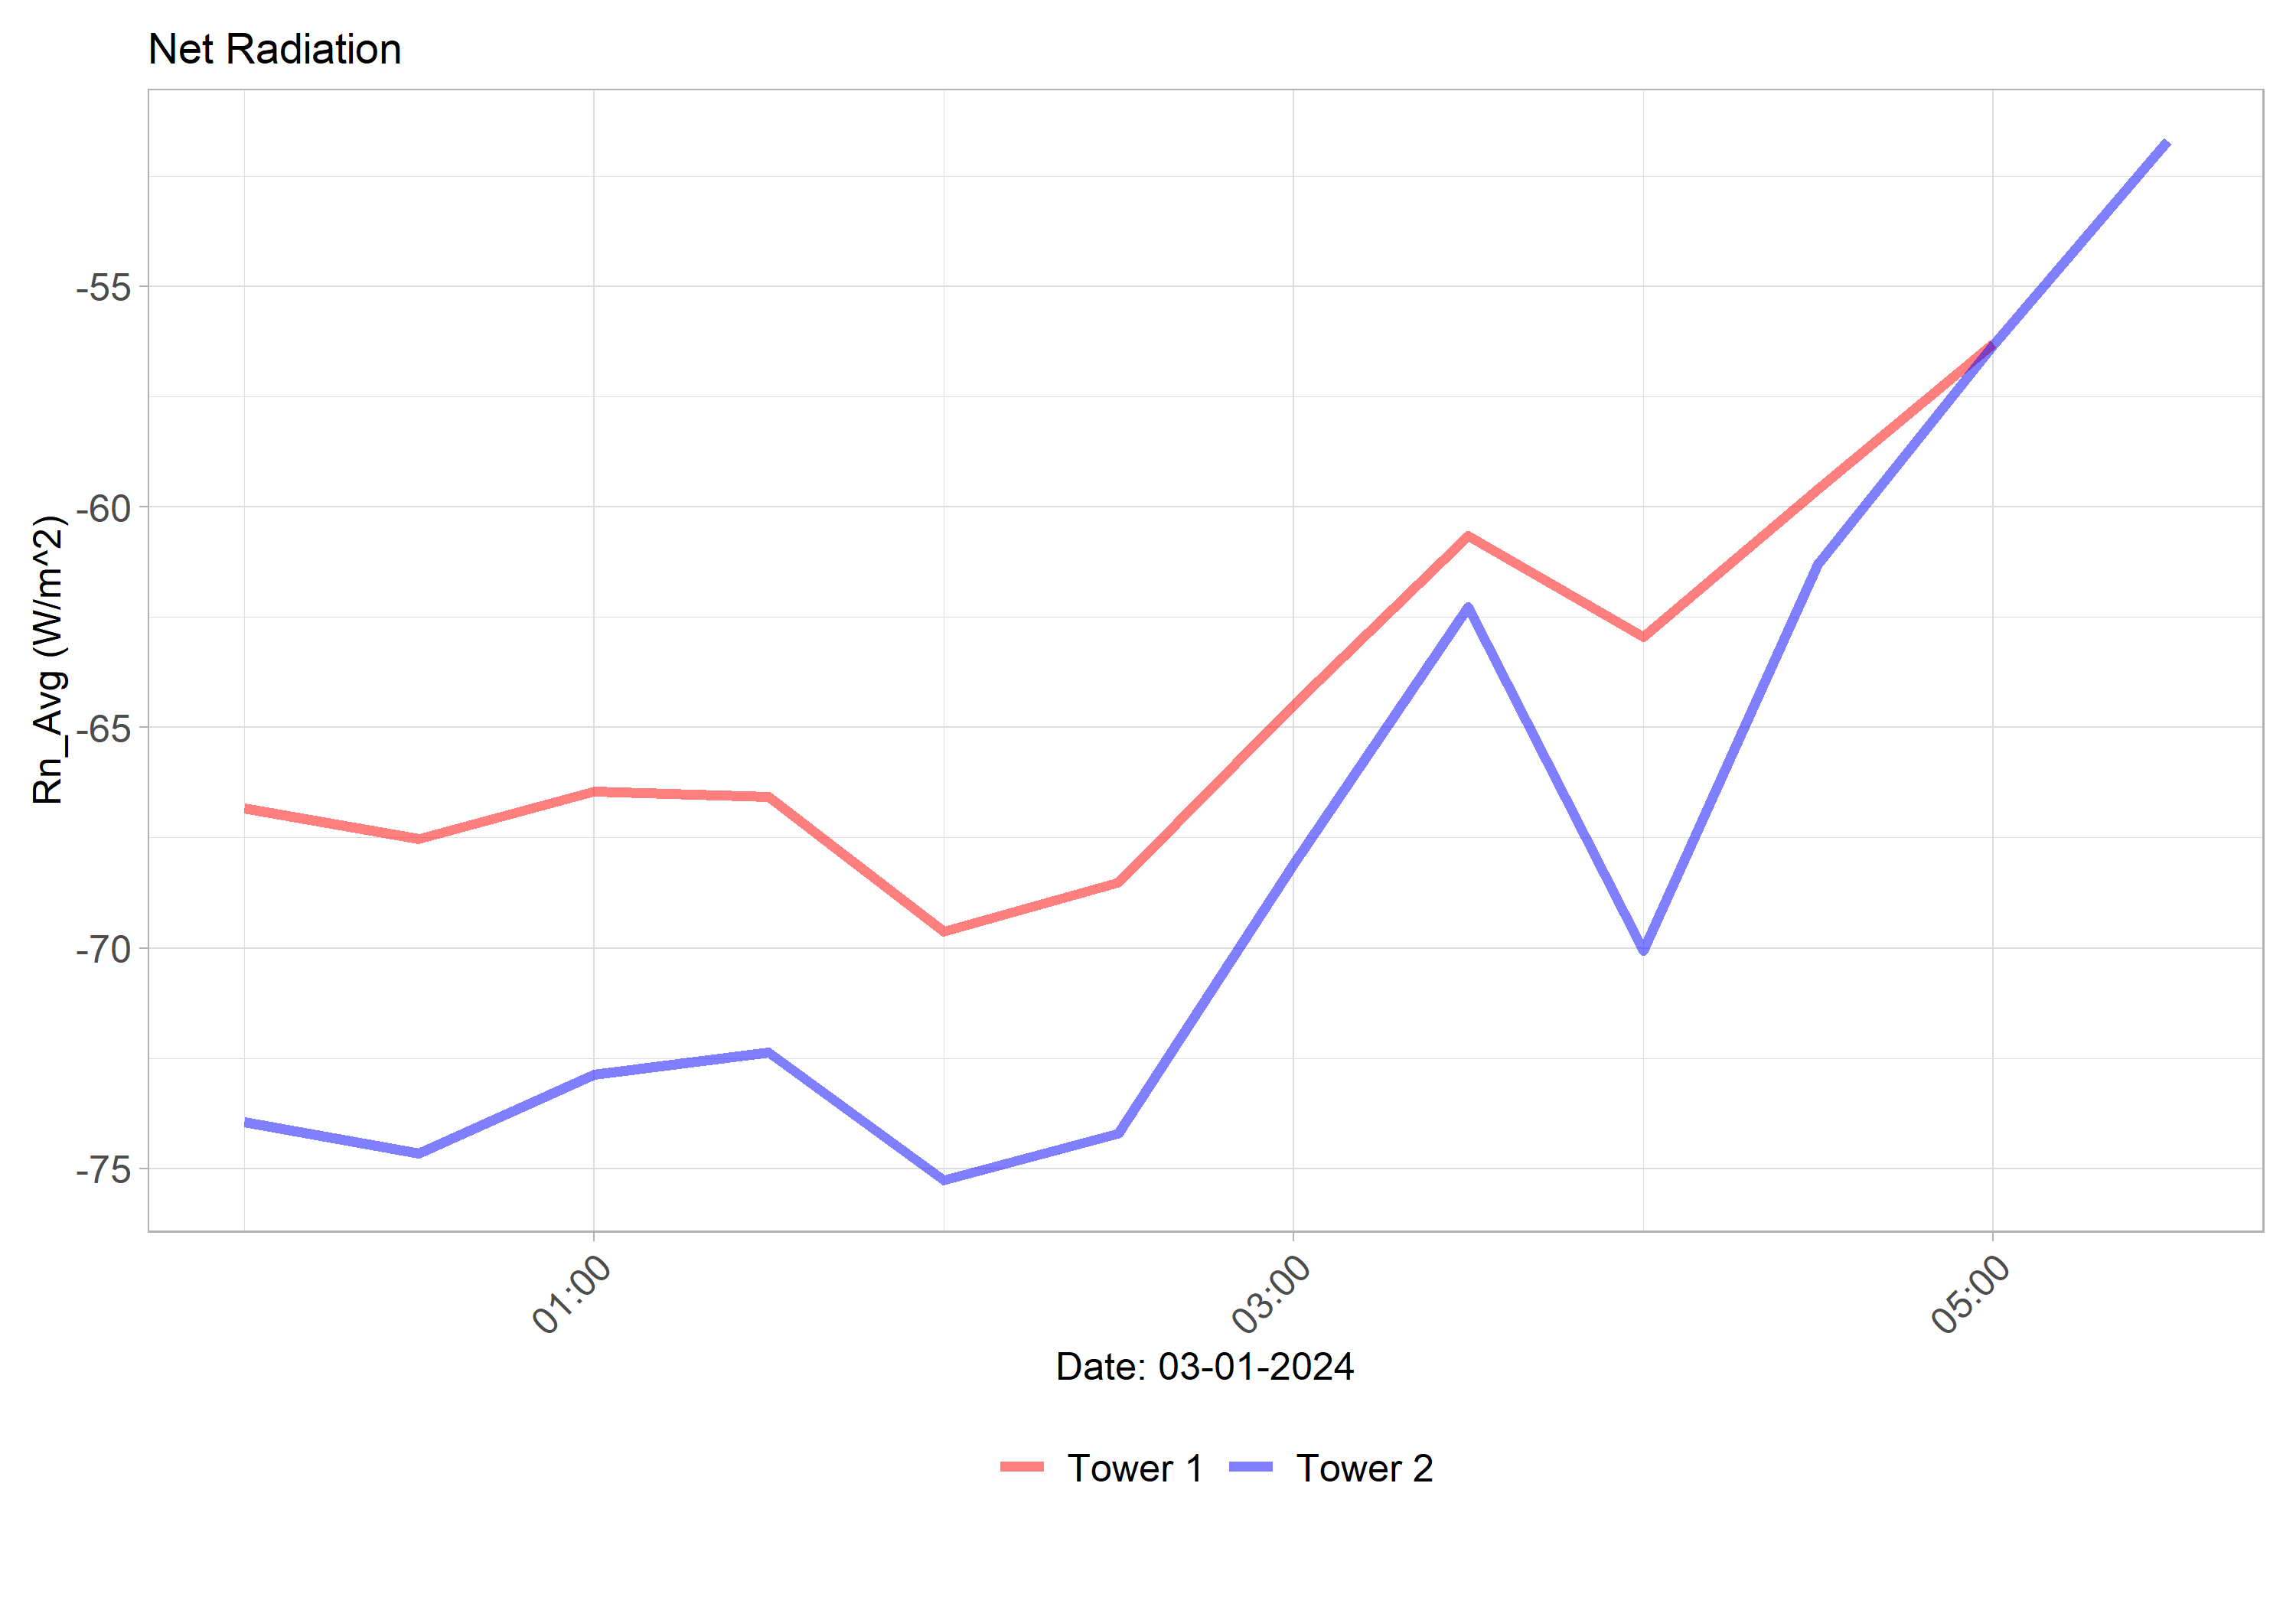 Net Radiation
Rn_Avg (W/m^2)
-55
-60
-65
-70
-75
01:00
03:00
05:00
Date: 03-01-2024
Tower 1
Tower 2